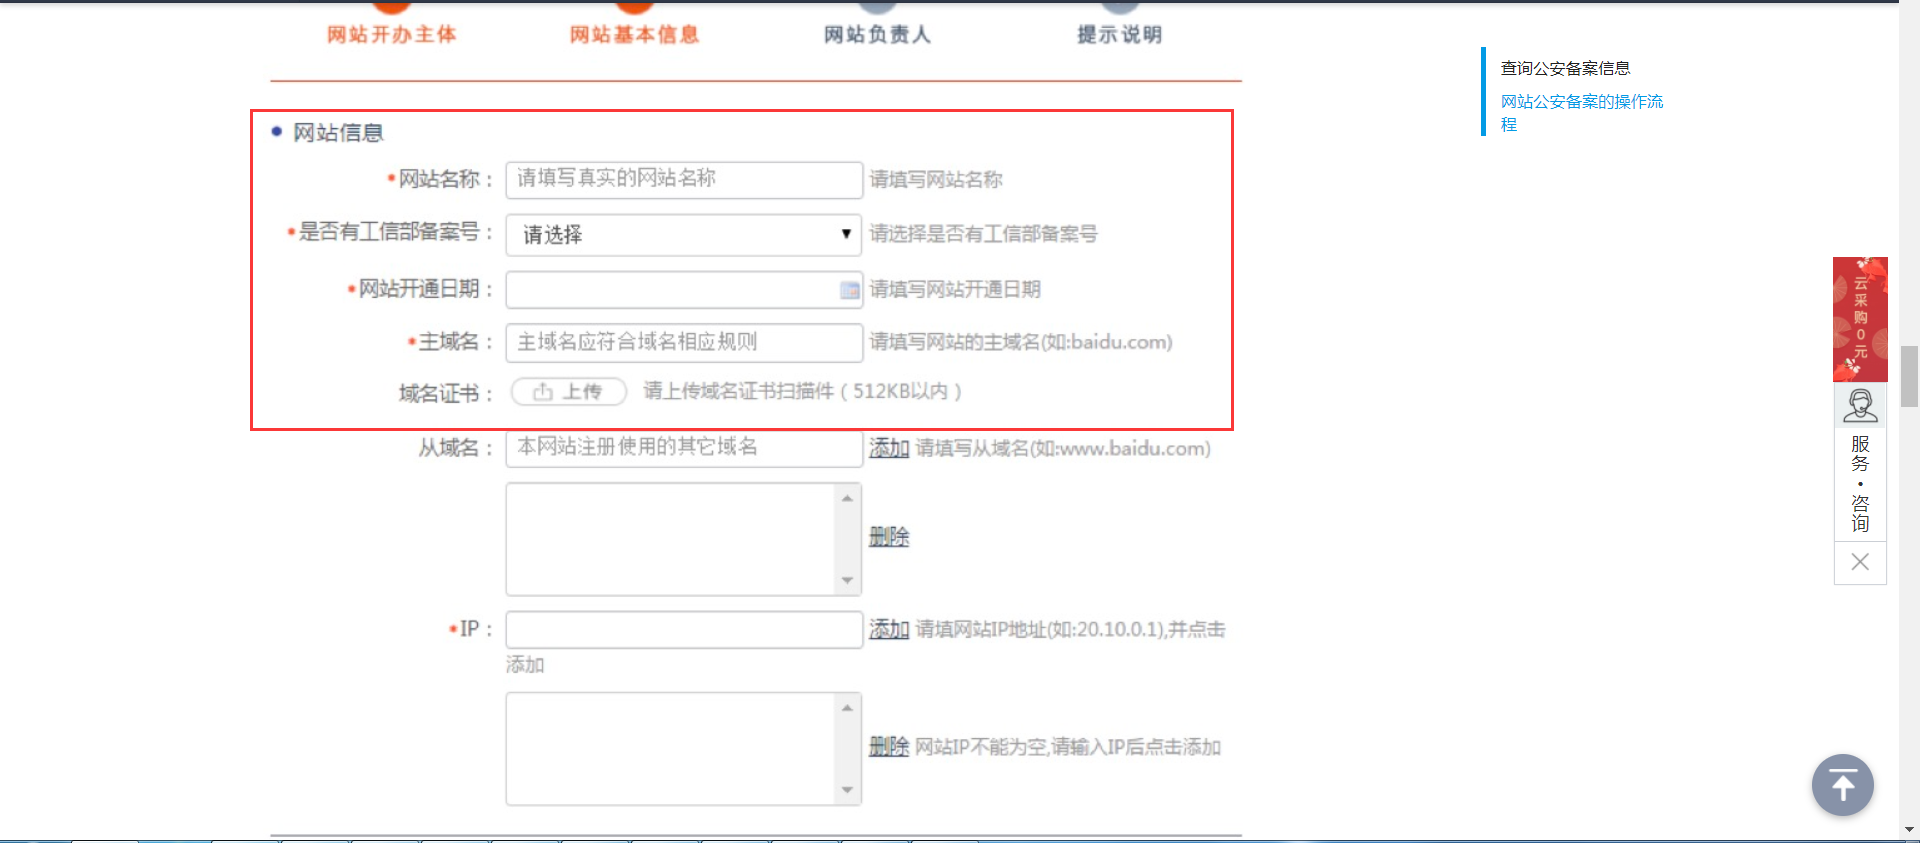 网站开办主体 网站基本信息 网站负责人 提示说明
查询公安备案信息
网站公安备案的操作流
程
网站信息
*网站名称： 请填写真实的网站名称 请填写网站名称
*是否有工信部备案号： 请选择 请选择是否有工信部备案号
*网站开通日期： 请填写网站开通日期
*主域名： 主域名应符合域名相应规则 请填写网站的主域名(如:baidu.com)
域名证书： 上传 请上传域名证书扫描件（512KB以内）
从域名： 本网站注册使用的其它域名 添加 请填写从域名(如:www.baidu.com)
删除
*IP： 添加 请填网站IP地址(如:20.10.0.1),并点击
添加
删除 网站IP不能为空,请输入IP后点击添加
云采购0元
服务·咨询